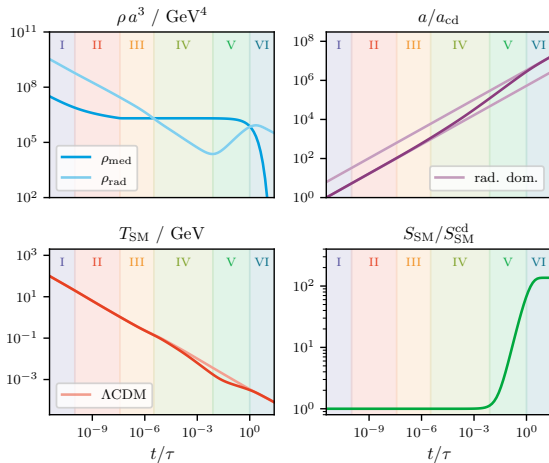 ρ a³ / GeV⁴
10¹¹
10⁸
10⁵
10²
I II III IV V VI
ρ_med
ρ_rad
a/a_cd
10⁶
10⁴
10²
10⁰
I II III IV V VI
rad. dom.
T_SM / GeV
10³
10¹
10⁻¹
10⁻³
I II III IV V VI
ΛCDM
10⁻⁹ 10⁻⁶ 10⁻³ 10⁰
t/τ
S_SM/S_SM^cd
10²
10¹
10⁰
I II III IV V VI
10⁻⁹ 10⁻⁶ 10⁻³ 10⁰
t/τ